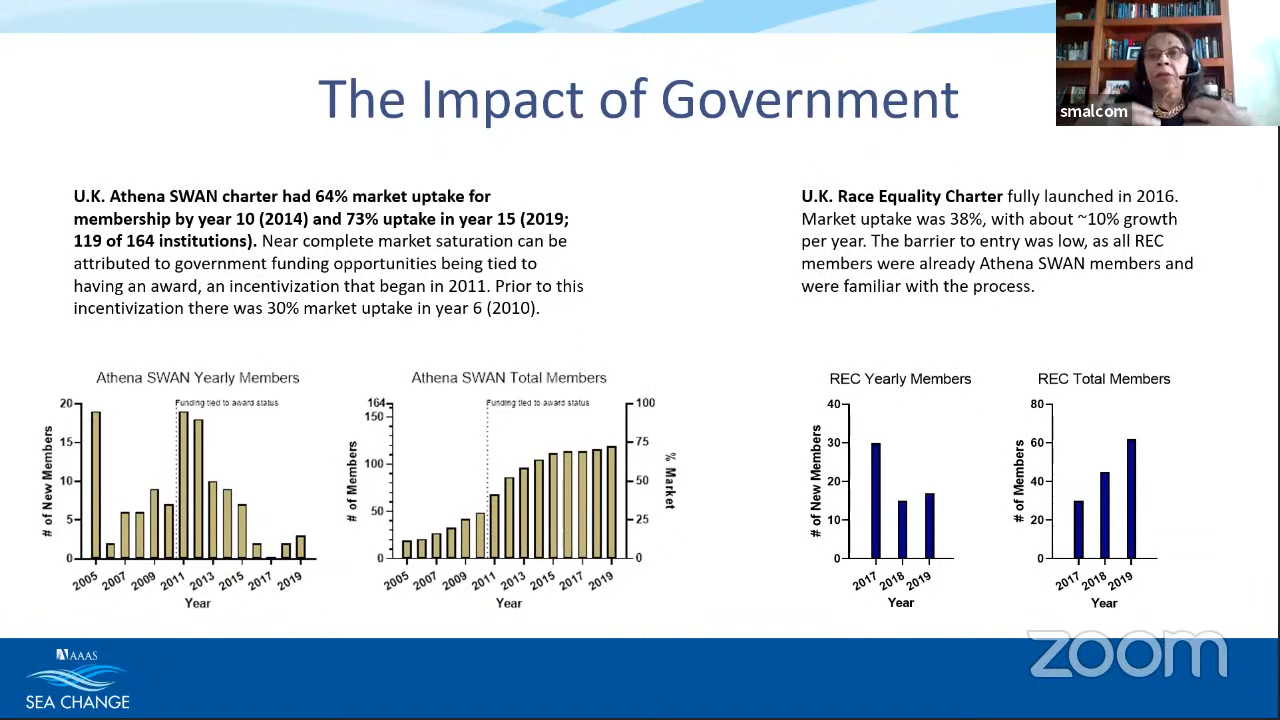 The Impact of Government
smalcom
U.K. Athena SWAN charter had 64% market uptake for
membership by year 10 (2014) and 73% uptake in year 15 (2019;
119 of 164 institutions). Near complete market saturation can be
attributed to government funding opportunities being tied to
having an award, an incentivization that began in 2011. Prior to this
incentivization there was 30% market uptake in year 6 (2010).
U.K. Race Equality Charter fully launched in 2016.
Market uptake was 38%, with about ~10% growth
per year. The barrier to entry was low, as all REC
members were already Athena SWAN members and
were familiar with the process.
Athena SWAN Yearly Members
Funding tied to award status
# of New Members
20
15
10
5
0
2005 2007 2009 2011 2013 2015 2017 2019
Year
Athena SWAN Total Members
Funding tied to award status
# of Members
164
150
100
50
0
100
75
50
25
0
% Market
2005 2007 2009 2011 2013 2015 2017 2019
Year
REC Yearly Members
# of New Members
40
30
20
10
0
2017 2018 2019
Year
REC Total Members
# of Members
80
60
40
20
0
2017 2018 2019
Year
AAAS
SEA CHANGE
zoom